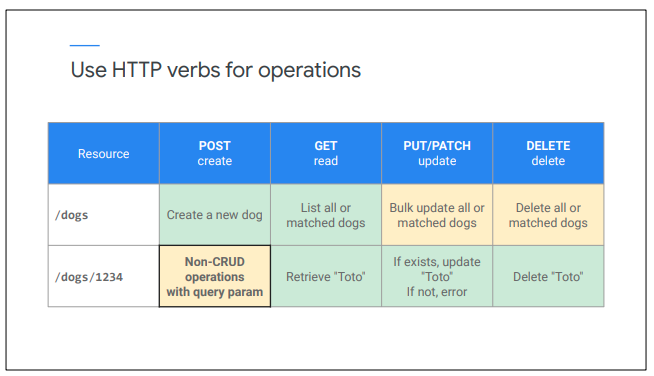 Use HTTP verbs for operations
Resource
POST
create
GET
read
PUT/PATCH
update
DELETE
delete
/dogs
Create a new dog
List all or
matched dogs
Bulk update all or
matched dogs
Delete all or
matched dogs
/dogs/1234
Non-CRUD
operations
with query param
Retrieve "Toto"
If exists, update
"Toto"
If not, error
Delete "Toto"